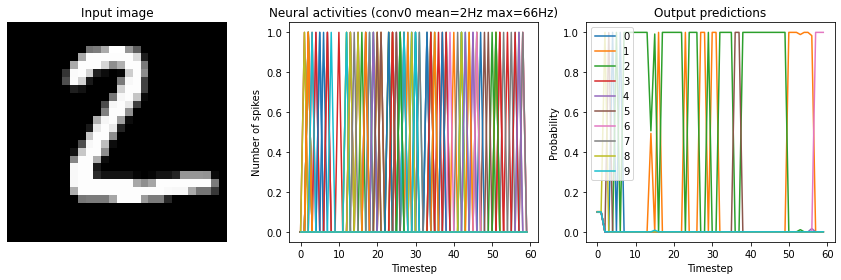 Input image
2
Neural activities (conv0 mean=2Hz max=66Hz)
Number of spikes
1.0
0.8
0.6
0.4
0.2
0.0
0 10 20 30 40 50 60
Timestep
Output predictions
Probability
1.0
0.8
0.6
0.4
0.2
0.0
0
1
2
3
4
5
6
7
8
9
0 10 20 30 40 50 60
Timestep